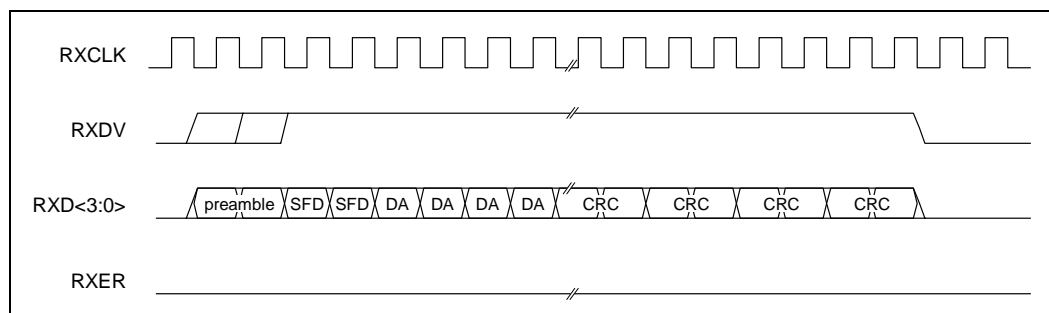 RXCLK
RXDV
RXD<3:0> preamble SFD SFD DA DA DA DA CRC CRC CRC CRC
RXER